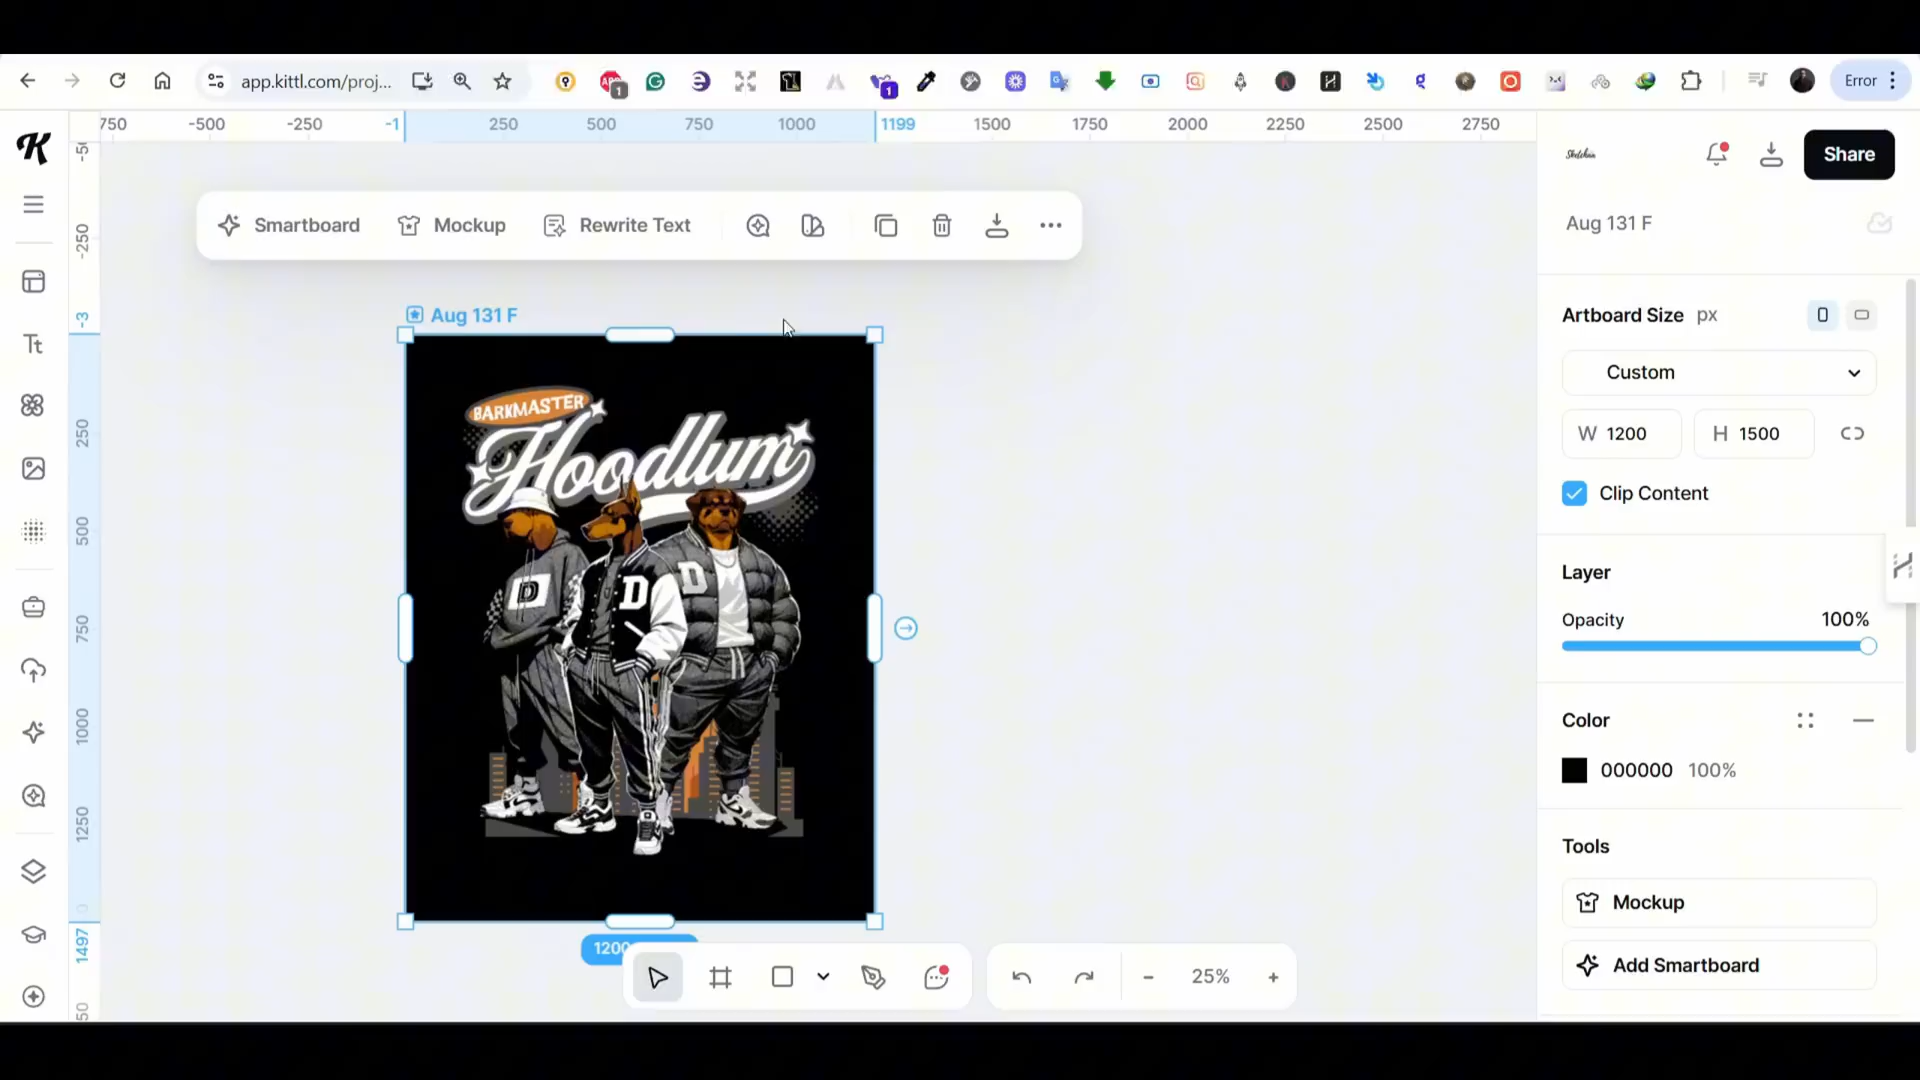 app.kittl.com/proj...
1
1
Error
750 -500 -250 -1 250 500 750 1000 1199 1500 1750 2000 2250 2500 2750
Share
Smartboard Mockup Rewrite Text
Aug 131 F
-250
-3
250
500
750
1000
1250
1497
Aug 131 F
BARKMASTER
Hoodlum
D
D
D
Artboard Size px
Custom
W 1200 H 1500
Clip Content
Layer
Opacity 100%
Color
000000 100%
Tools
Mockup
Add Smartboard
1200
25%